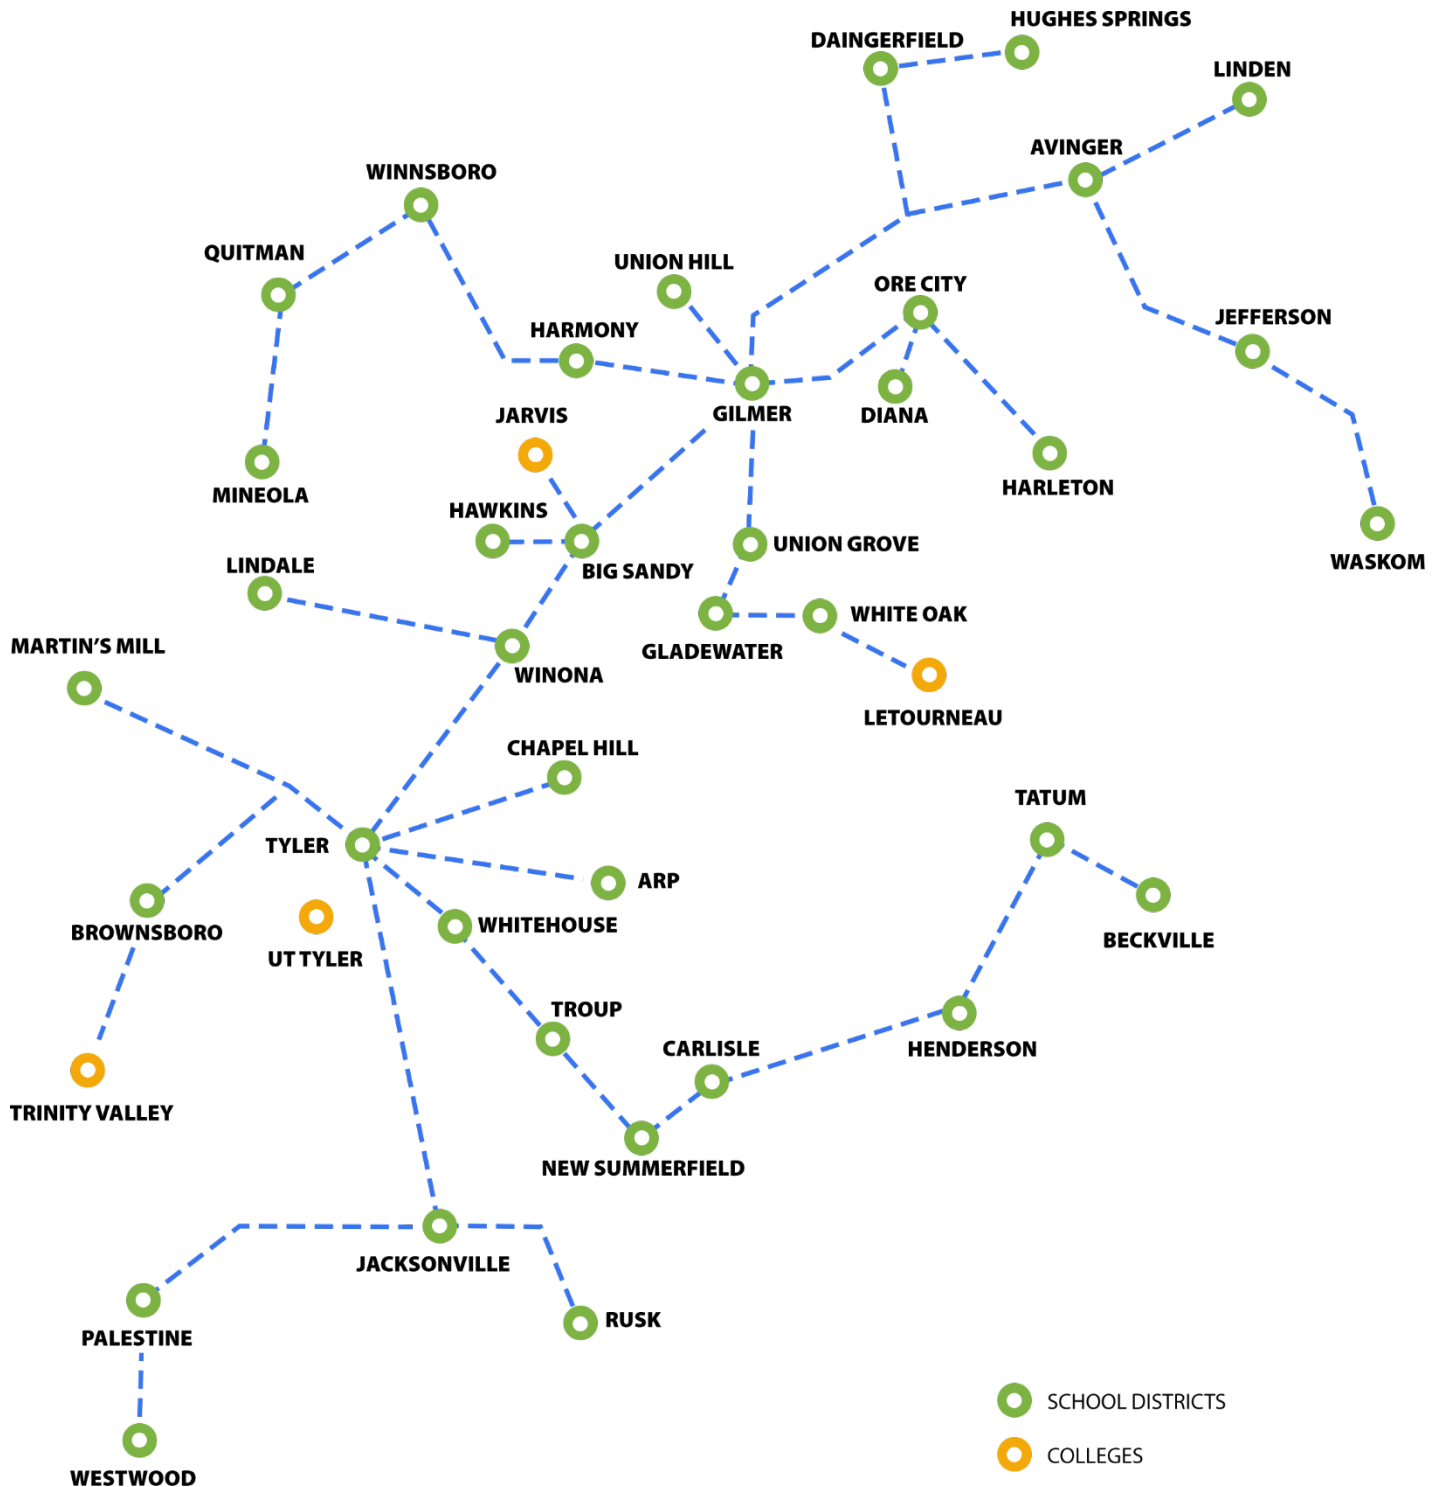 HUGHES SPRINGS
DAINGERFIELD
LINDEN
AVINGER
WINNSBORO
QUITMAN
UNION HILL
ORE CITY
JEFFERSON
HARMONY
GILMER
DIANA
JARVIS
HARLETON
MINEOLA
HAWKINS
UNION GROVE
WASKOM
LINDALE
BIG SANDY
WHITE OAK
MARTIN'S MILL
GLADEWATER
WINONA
LETOURNEAU
CHAPEL HILL
TATUM
TYLER
ARP
WHITEHOUSE
BROWNSBORO
BECKVILLE
UT TYLER
TROUP
CARLISLE
HENDERSON
TRINITY VALLEY
NEW SUMMERFIELD
JACKSONVILLE
RUSK
PALESTINE
SCHOOL DISTRICTS
COLLEGES
WESTWOOD